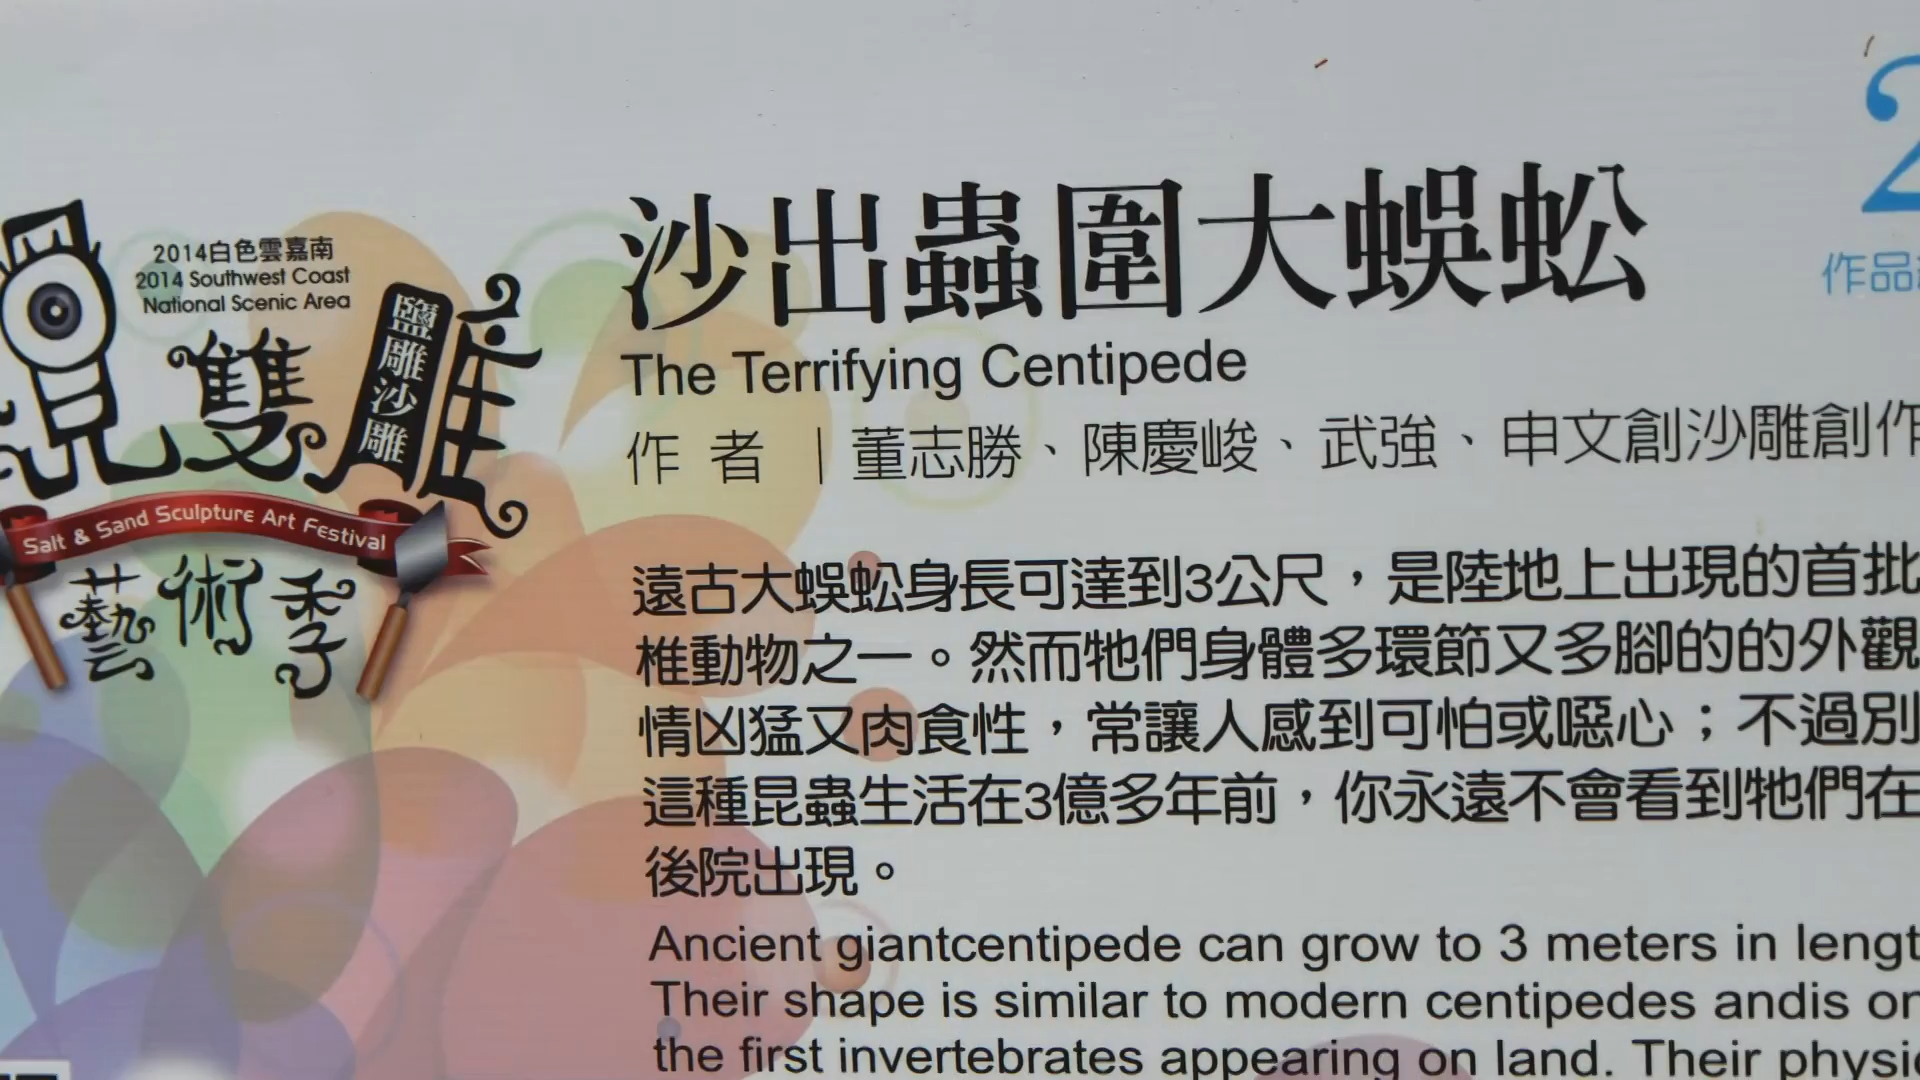 2014白色雲嘉南
2014 Southwest Coast
National Scenic Area
鹽雕沙雕
雙雕
Salt & Sand Sculpture Art Festival
藝術季
沙出蟲圍大蜈蚣
The Terrifying Centipede
作者｜董志勝、陳慶峻、武強、申文創沙雕創作
2
作品
遠古大蜈蚣身長可達到3公尺，是陸地上出現的首批
椎動物之一。然而牠們身體多環節又多腳的的外觀
情凶猛又肉食性，常讓人感到可怕或噁心；不過別
這種昆蟲生活在3億多年前，你永遠不會看到牠們在
後院出現。
Ancient giantcentipede can grow to 3 meters in lengt
Their shape is similar to modern centipedes andis on
the first invertebrates appearing on land. Their physi